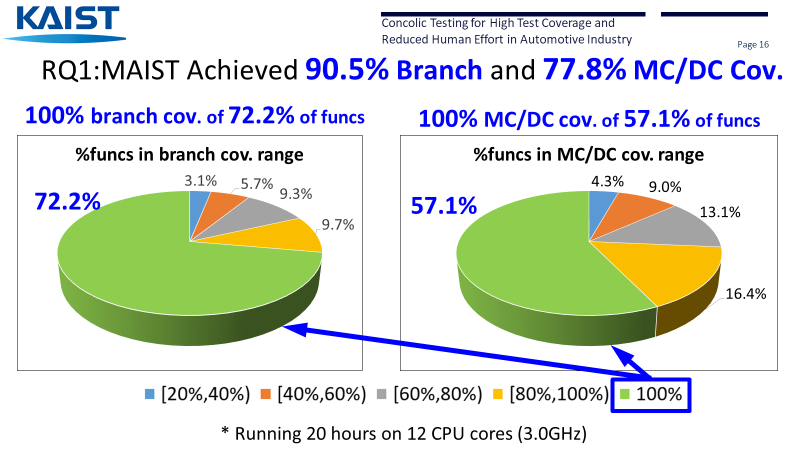 KAIST
Concolic Testing for High Test Coverage and
Reduced Human Effort in Automotive Industry
Page 16
RQ1:MAIST Achieved 90.5% Branch and 77.8% MC/DC Cov.
100% branch cov. of 72.2% of funcs
100% MC/DC cov. of 57.1% of funcs
%funcs in branch cov. range
72.2%
3.1%
5.7%
9.3%
9.7%
%funcs in MC/DC cov. range
57.1%
4.3%
9.0%
13.1%
16.4%
[20%,40%) [40%,60%) [60%,80%) [80%,100%) 100%
* Running 20 hours on 12 CPU cores (3.0GHz)